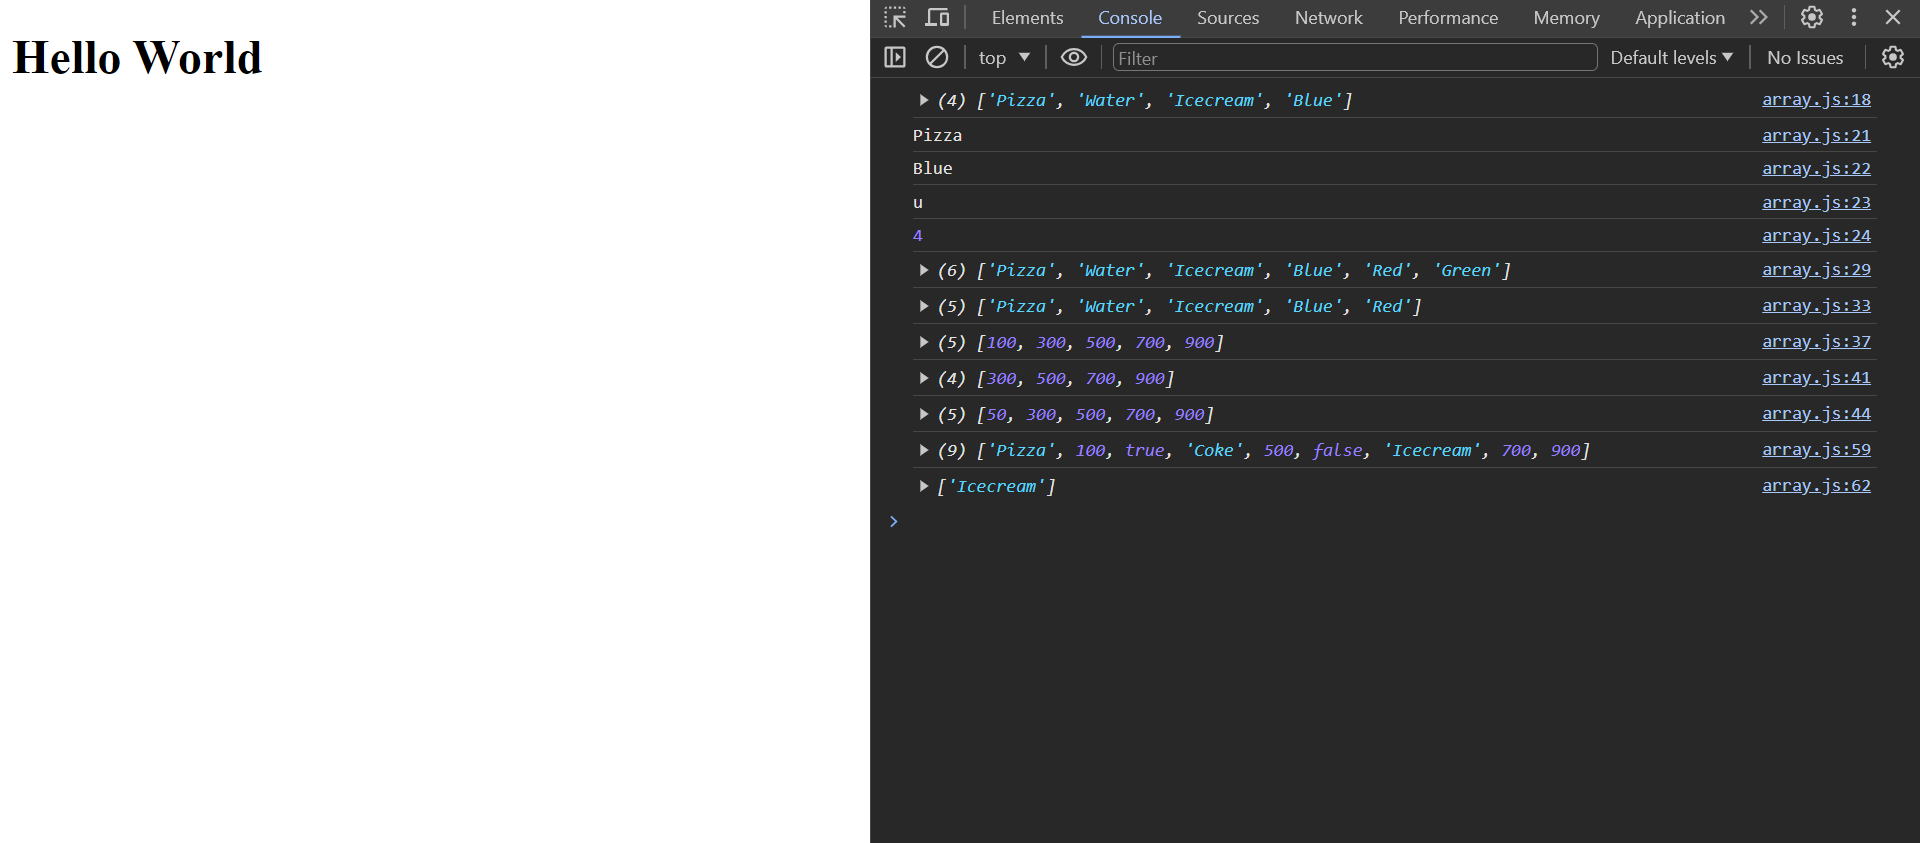 Hello World
Elements Console Sources Network Performance Memory Application
top Filter Default levels No Issues
(4) ['Pizza', 'Water', 'Icecream', 'Blue'] array.js:18
Pizza array.js:21
Blue array.js:22
u array.js:23
4 array.js:24
(6) ['Pizza', 'Water', 'Icecream', 'Blue', 'Red', 'Green'] array.js:29
(5) ['Pizza', 'Water', 'Icecream', 'Blue', 'Red'] array.js:33
(5) [100, 300, 500, 700, 900] array.js:37
(4) [300, 500, 700, 900] array.js:41
(5) [50, 300, 500, 700, 900] array.js:44
(9) ['Pizza', 100, true, 'Coke', 500, false, 'Icecream', 700, 900] array.js:59
['Icecream'] array.js:62